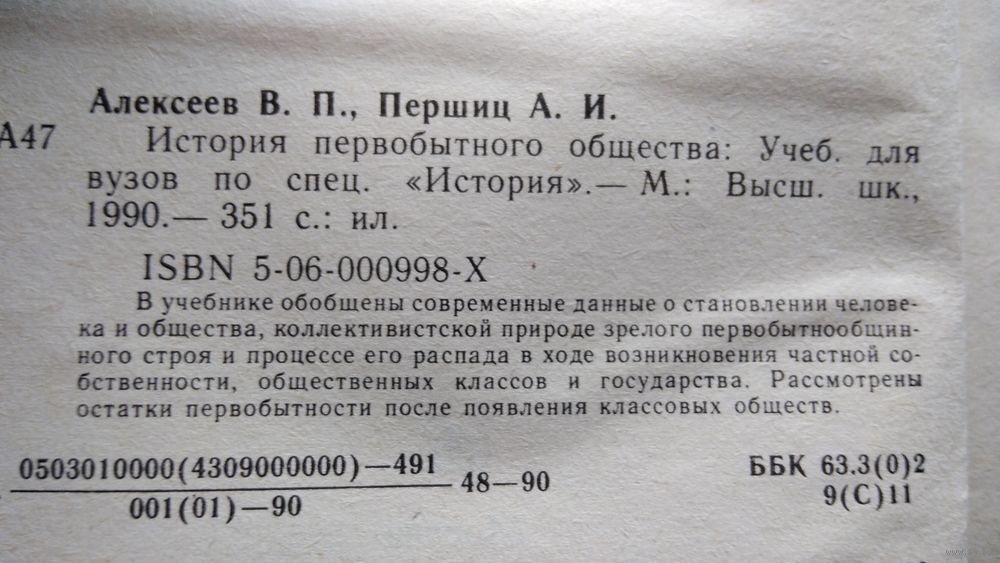 Алексеев В. П., Першиц А. И.
А47
История первобытного общества: Учеб. для
вузов по спец. «История».— М.: Высш. шк.,
1990.— 351 с.: ил.
ISBN 5-06-000998-X
В учебнике обобщены современные данные о становлении челове-
ка и общества, коллективистской природе зрелого первобытнообщин-
ного строя и процессе его распада в ходе возникновения частной со-
бственности, общественных классов и государства. Рассмотрены
остатки первобытности после появления классовых обществ.
0503010000(4309000000)—491
001(01)—90
48—90
ББК 63.3(0)2
9(С)11